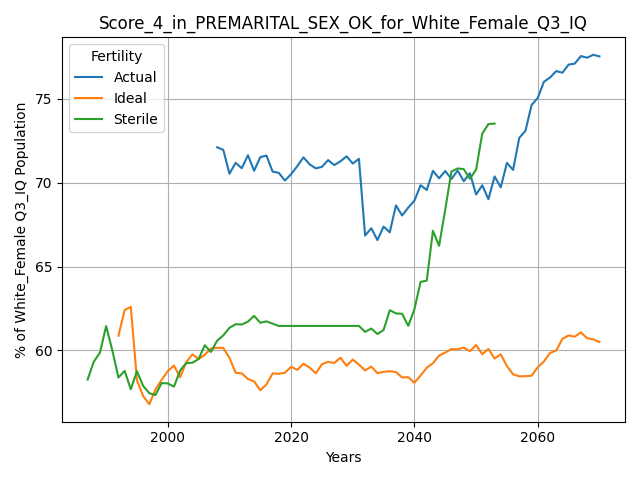 Score_4_in_PREMARITAL_SEX_OK_for_White_Female_Q3_IQ
Fertility
Actual
Ideal
Sterile
% of White_Female Q3_IQ Population
75
70
65
60
2000
2020
2040
2060
Years